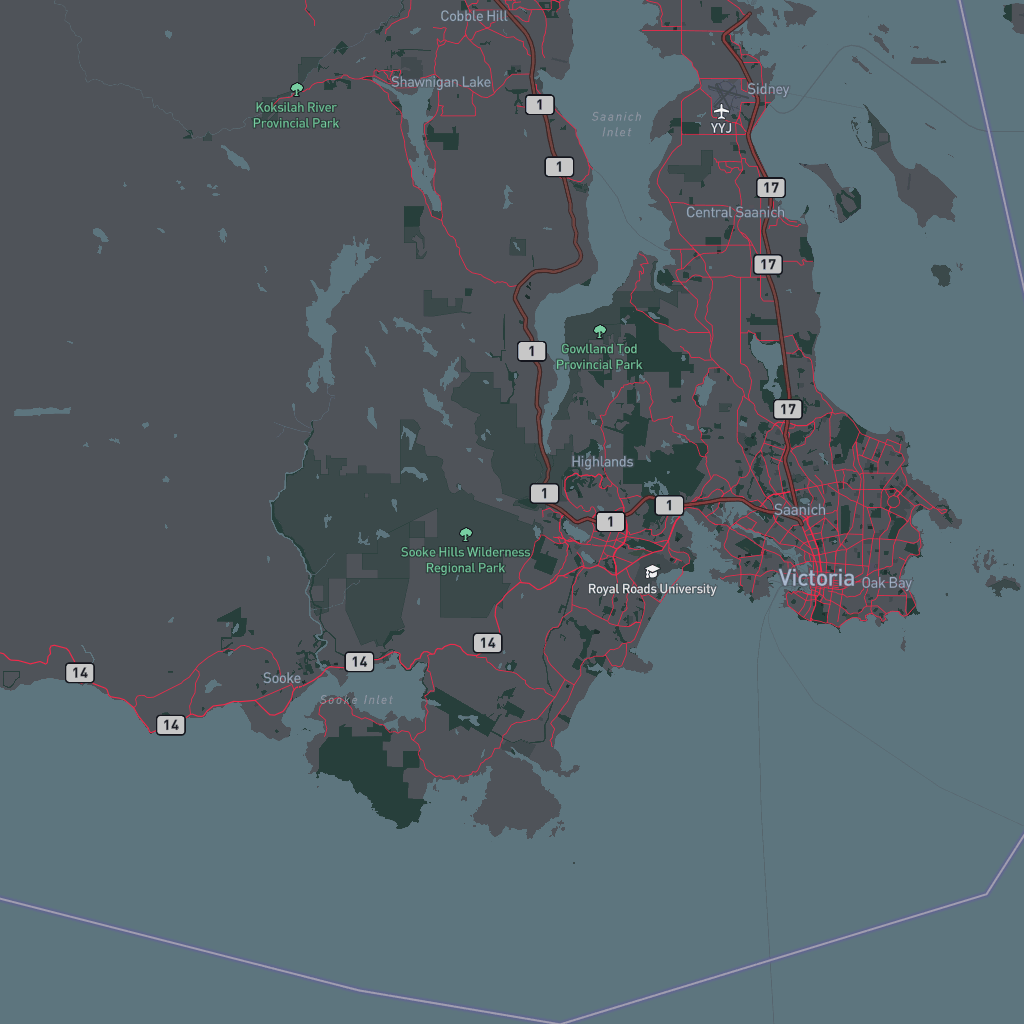 Cobble Hill
Shawnigan Lake
Koksilah River
Provincial Park
1
Saanich
Inlet
Sidney
YYJ
1
17
Central Saanich
17
1
Gowlland Tod
Provincial Park
17
Highlands
1
1
1
Saanich
Sooke Hills Wilderness
Regional Park
Royal Roads University
Victoria
Oak Bay
14
14
14
Sooke
Sooke Inlet
14